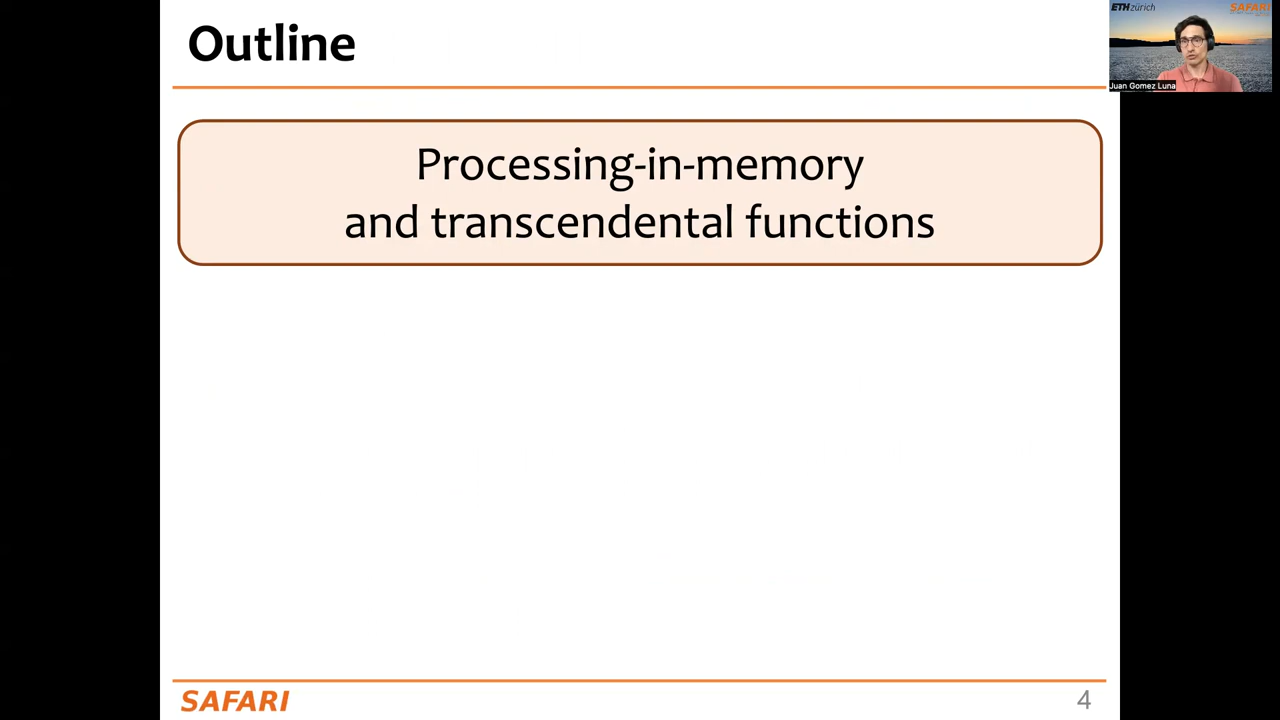 Outline
ETH zürich
SAFARI
Juan Gomez Luna
Processing-in-memory
and transcendental functions
SAFARI
4